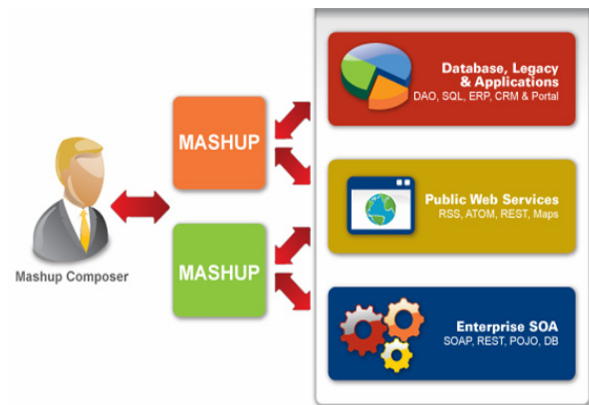 Mashup Composer
MASHUP
MASHUP
Database, Legacy
& Applications
DAO, SQL, ERP, CRM & Portal
Public Web Services
RSS, ATOM, REST, Maps
Enterprise SOA
SOAP, REST, POJO, DB